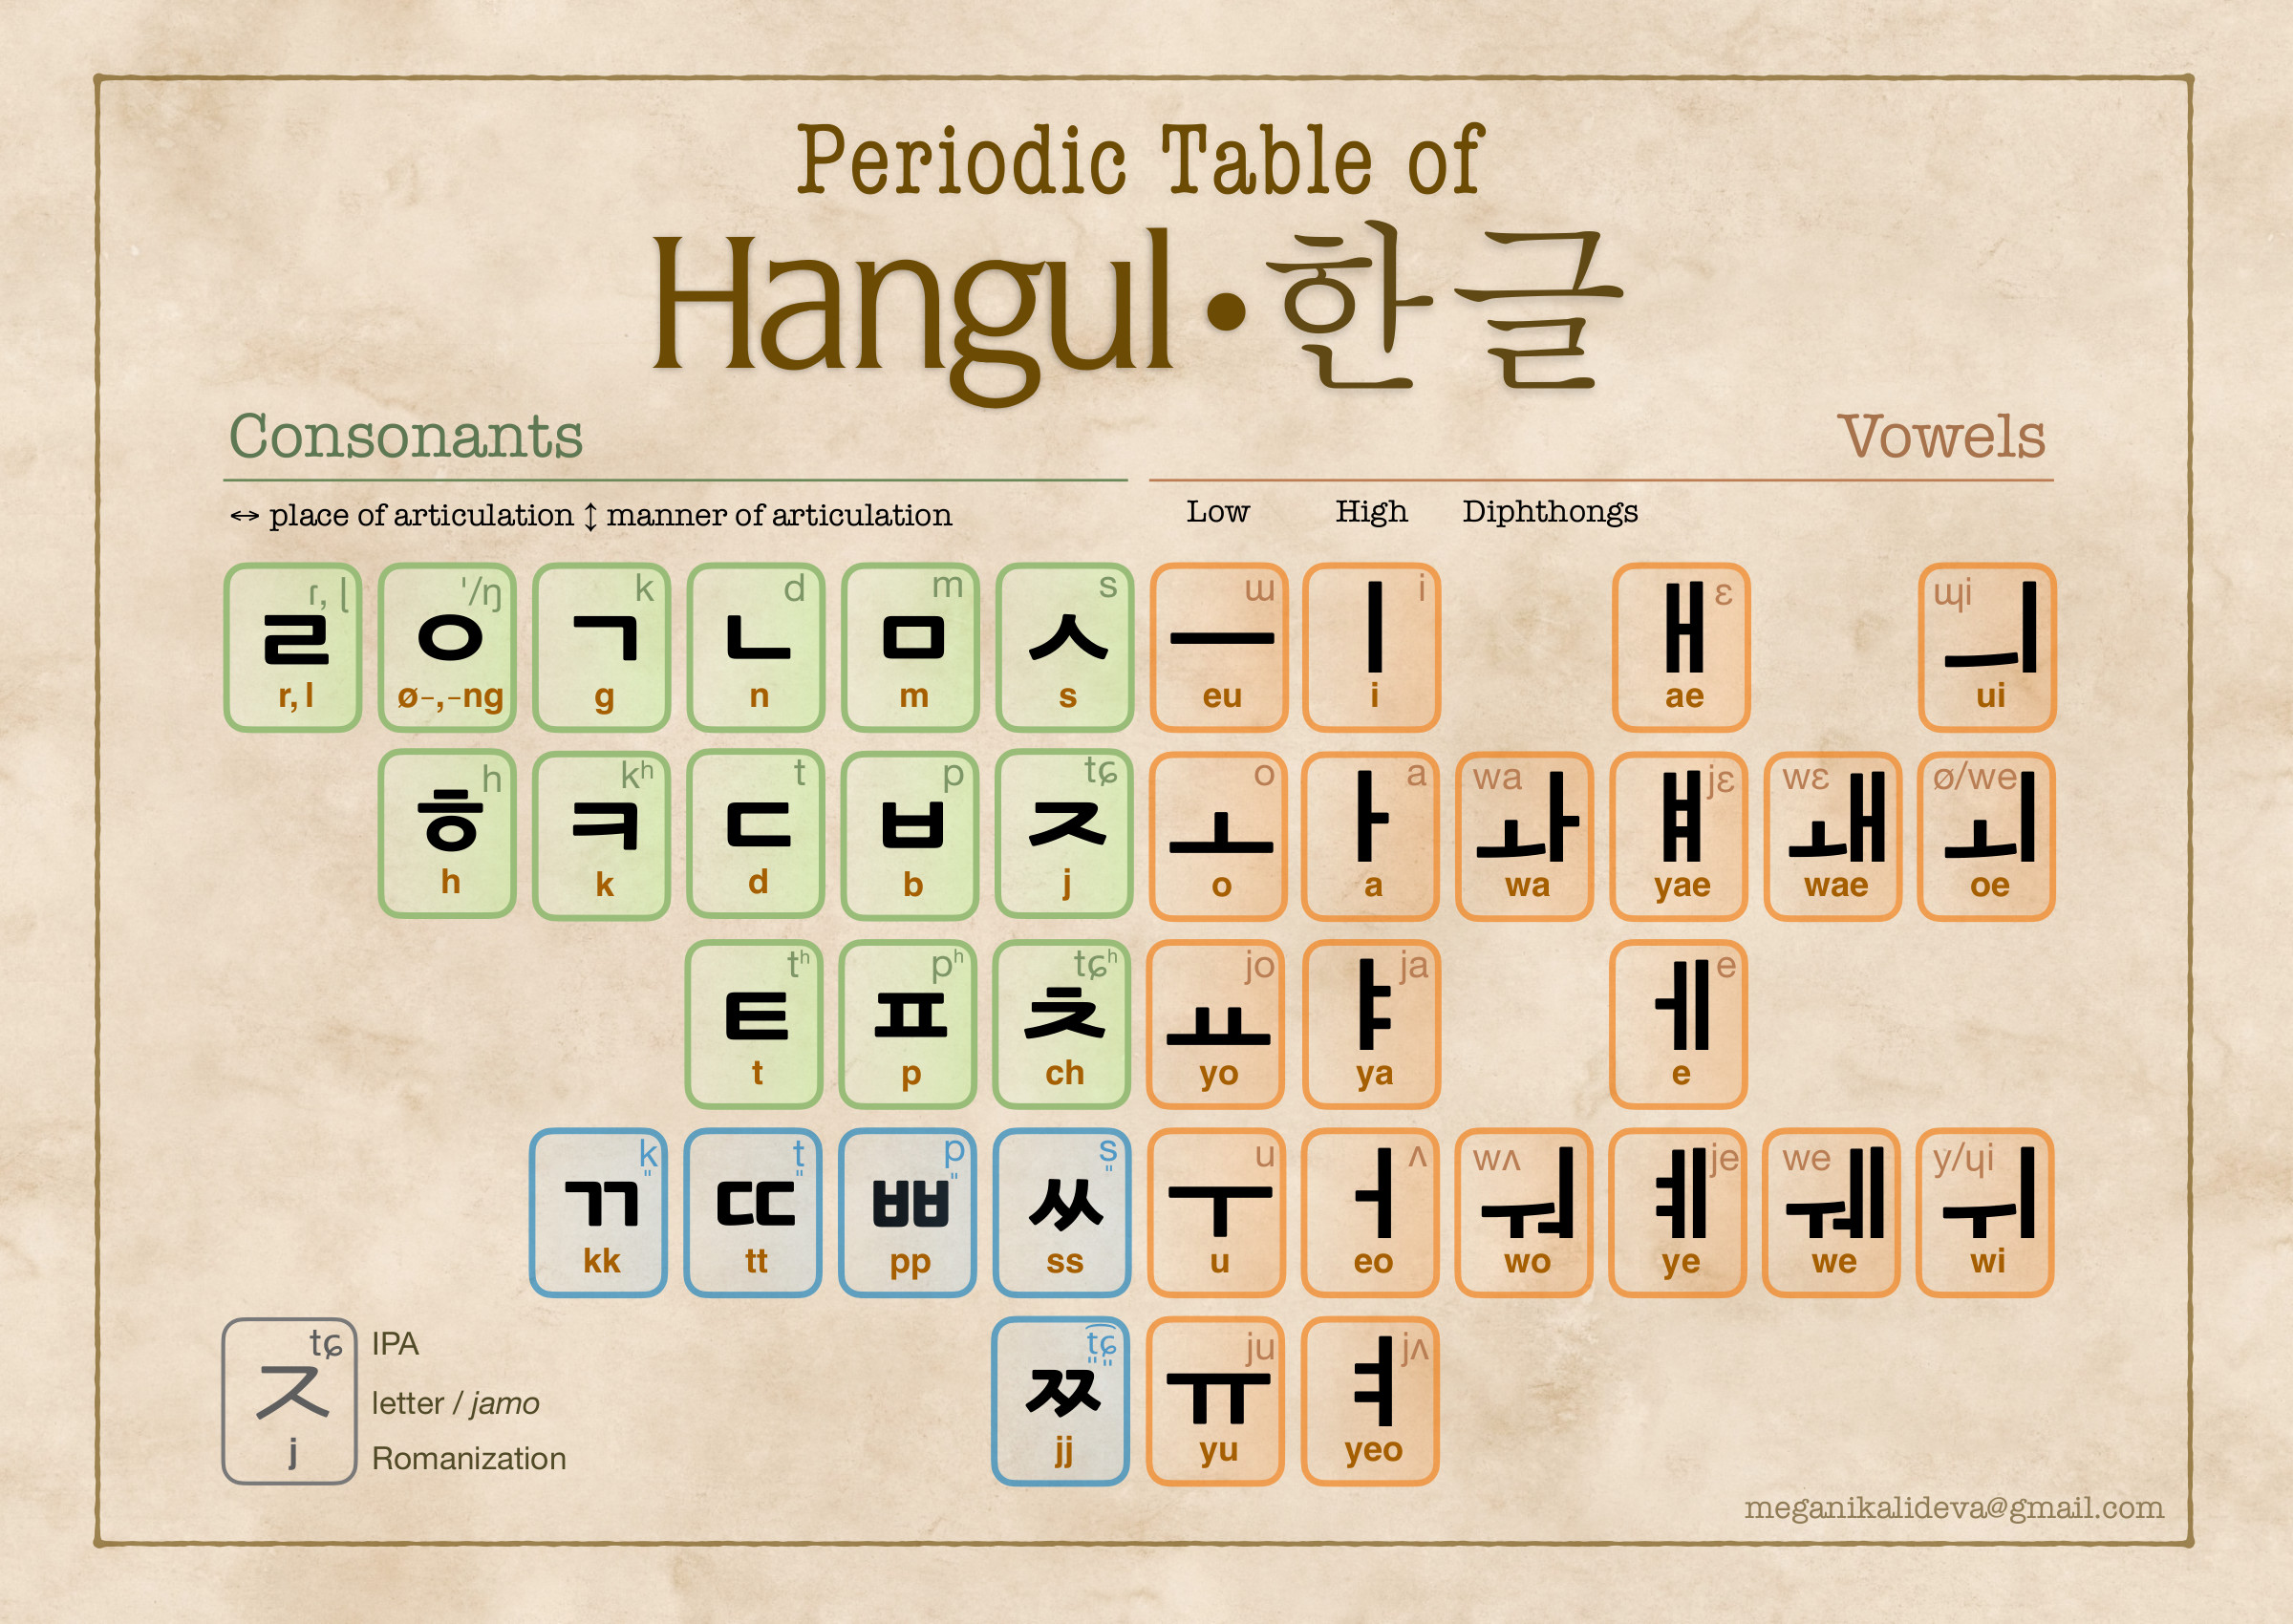 Periodic Table of
Hangul•한글
Consonants
Vowels
↔ place of articulation ↕ manner of articulation
Low High Diphthongs
ɾ, ɭ '/ŋ k d m s ɯ i ɛ ɰi
ㄹ ㅇ ㄱ ㄴ ㅁ ㅅ ㅡ ㅣ ㅐ ㅢ
r, l ø-,-ng g n m s eu i ae ui
h kʰ t p tɕ o a wa jɛ wɛ ø/we
ㅎ ㅋ ㄷ ㅂ ㅈ ㅗ ㅏ ㅘ ㅒ ㅙ ㅚ
h k d b j o a wa yae wae oe
tʰ pʰ tɕʰ jo ja e
ㅌ ㅍ ㅊ ㅛ ㅑ ㅔ
t p ch yo ya e
k͈ t͈ p͈ s͈ u ʌ wʌ je we y/ɥi
ㄲ ㄸ ㅃ ㅆ ㅜ ㅓ ㅝ ㅖ ㅞ ㅟ
kk tt pp ss u eo wo ye we wi
t͈͡ɕ͈ ju jʌ
ㅉ ㅠ ㅕ
jj yu yeo
tɕ IPA
ㅈ letter / jamo
j Romanization
meganikalideva@gmail.com